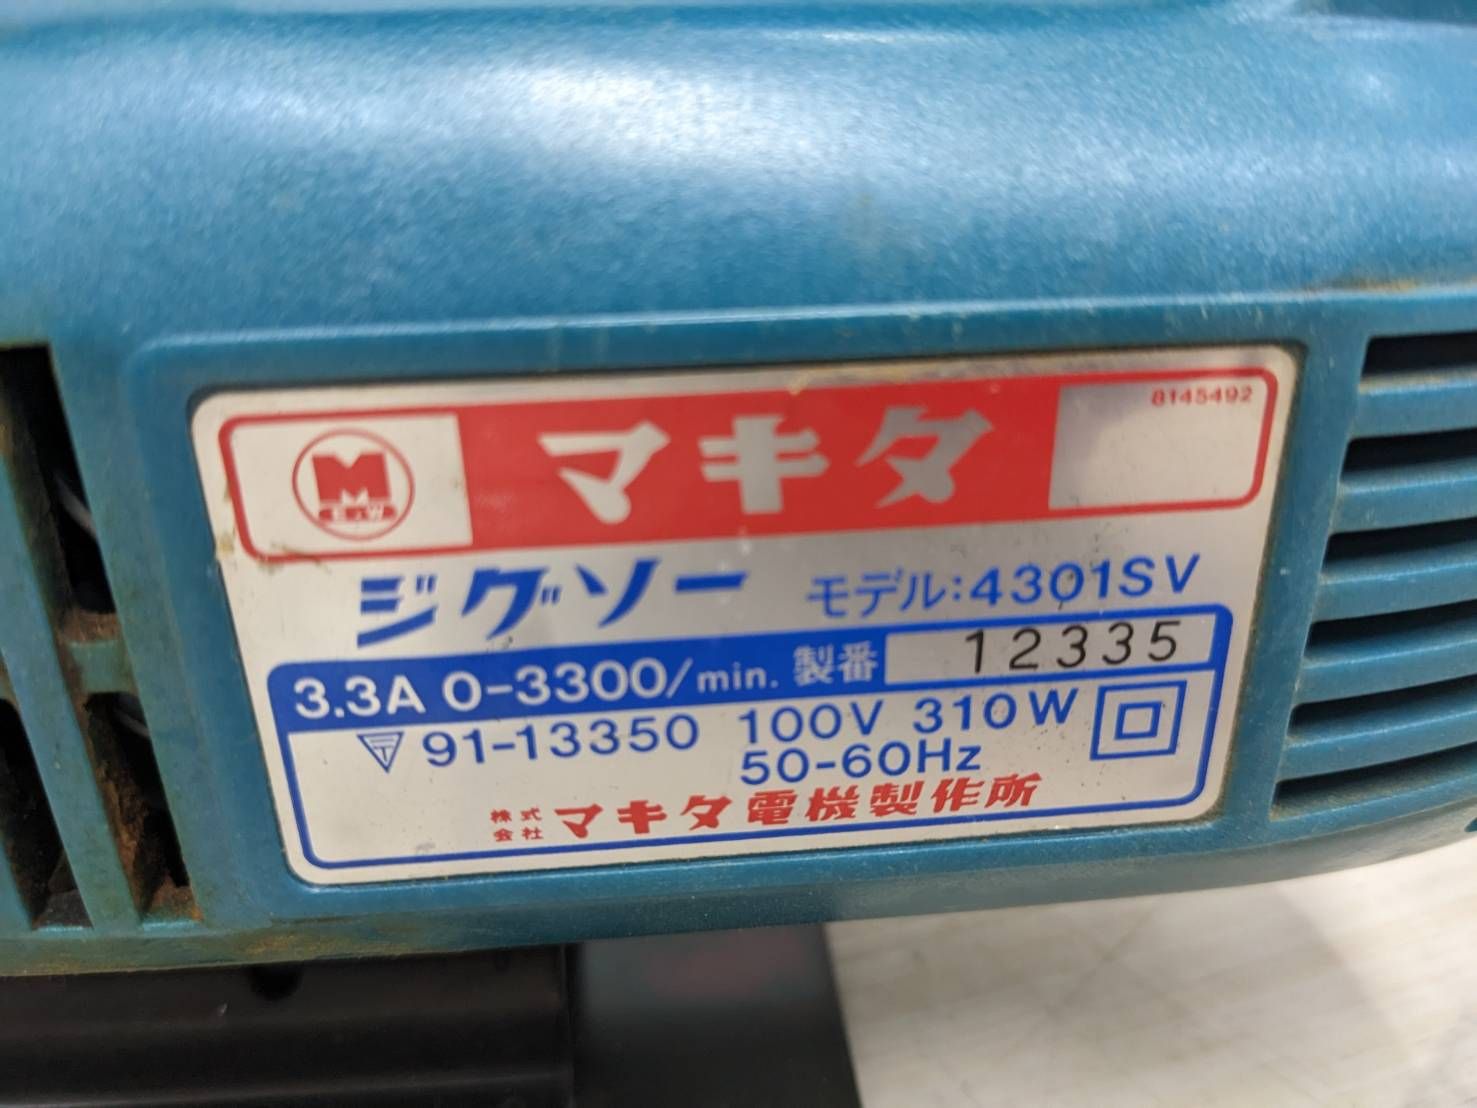 8145492
M
E W
マキタ
ジグソー モデル:4301SV
3.3A 0-3300/min. 製番 12335
〒 91-13350 100V 310W
50-60Hz
株式会社 マキタ電機製作所